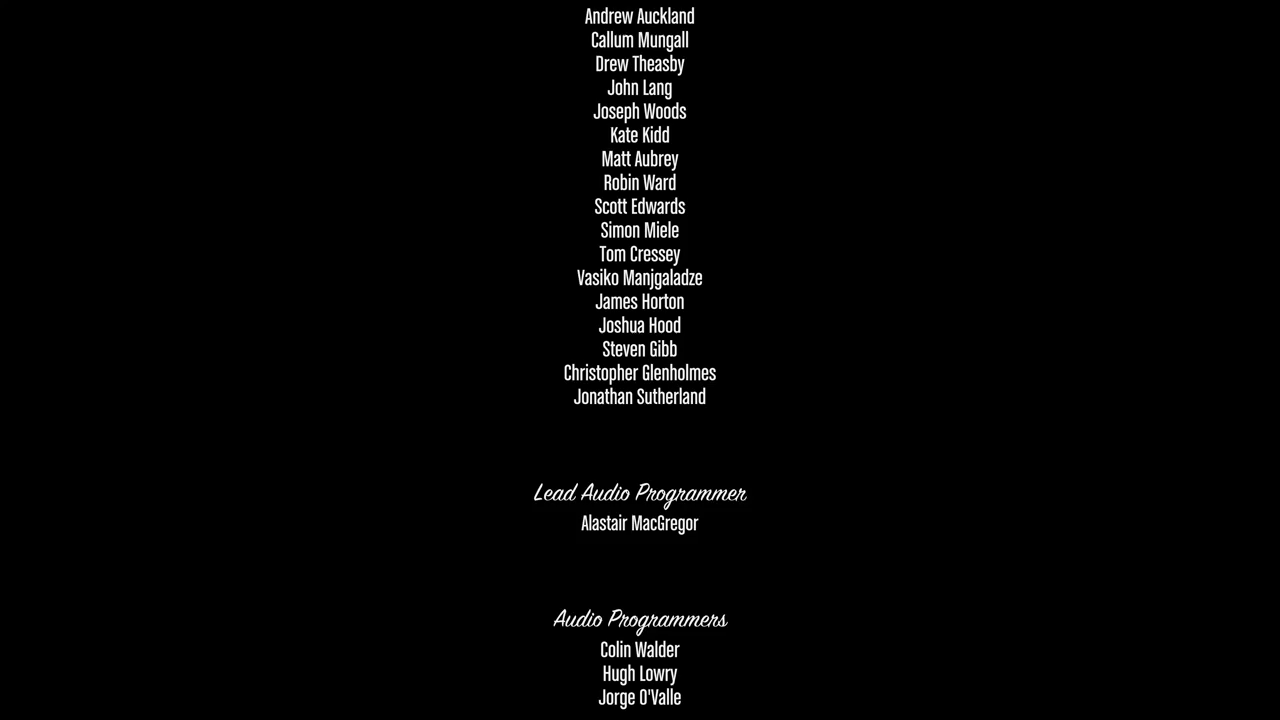 Andrew Auckland
Callum Mungall
Drew Theasby
John Lang
Joseph Woods
Kate Kidd
Matt Aubrey
Robin Ward
Scott Edwards
Simon Miele
Tom Cressey
Vasiko Manjgaladze
James Horton
Joshua Hood
Steven Gibb
Christopher Glenholmes
Jonathan Sutherland
Lead Audio Programmer
Alastair MacGregor
Audio Programmers
Colin Walder
Hugh Lowry
Jorge O'Valle